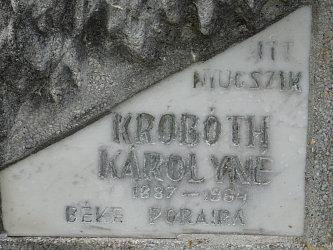 ITT
NYUGSZIK
KROBÓTH
KÁROLYNÉ
1887-1964
BÉKE PORAIRA